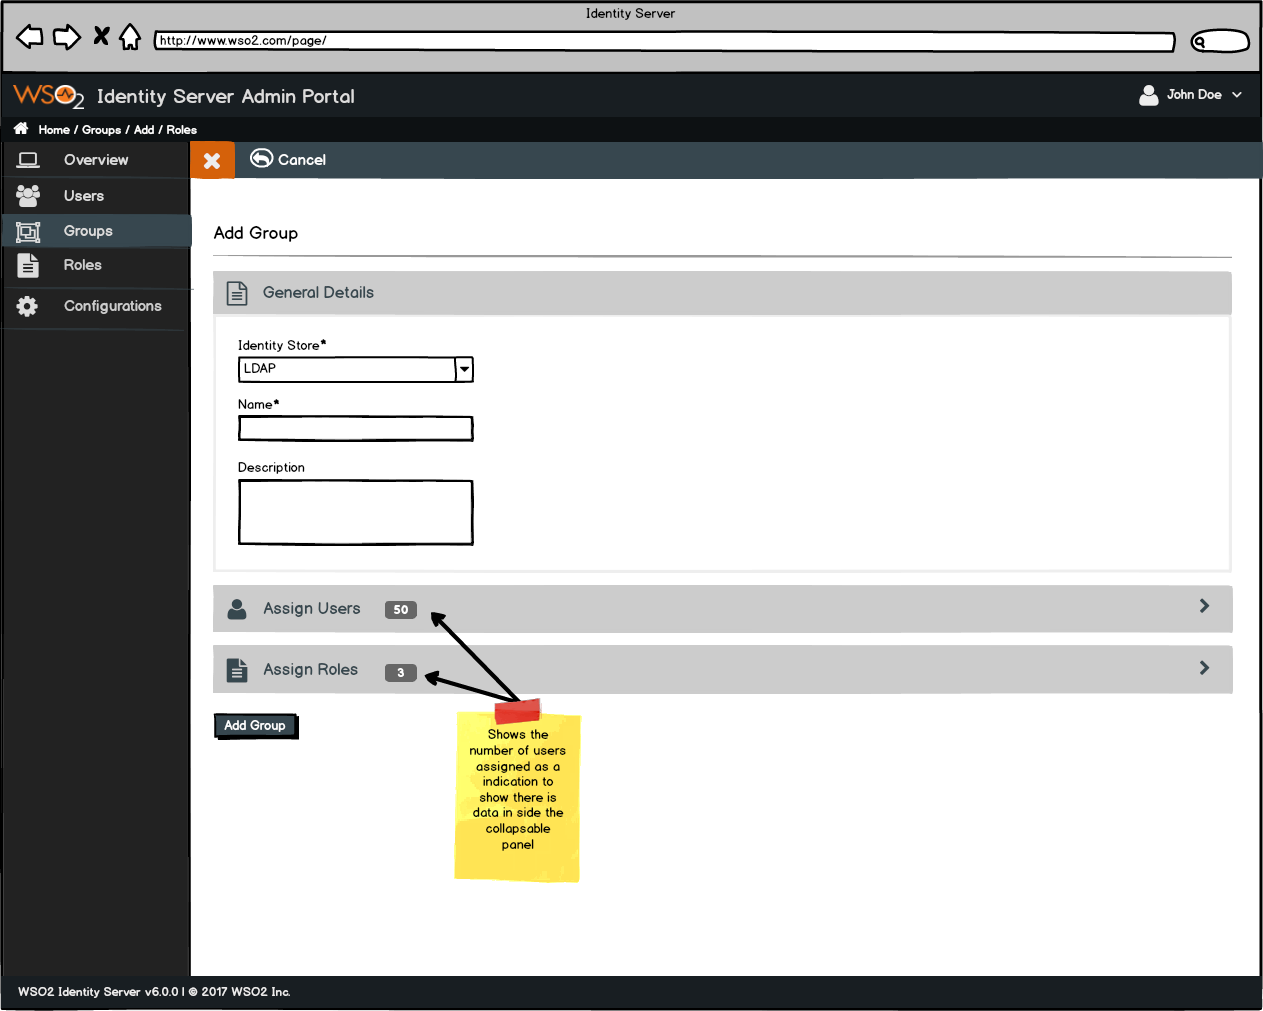 Identity Server
http://www.wso2.com/page/
WSO2 Identity Server Admin Portal
John Doe
Home / Groups / Add / Roles
Overview
Cancel
Users
Groups
Roles
Configurations
Add Group
General Details
Identity Store*
LDAP
Name*
Description
Assign Users 50
Assign Roles 3
Add Group
Shows the
number of users
assigned as a
indication to
show there is
data in side the
collapsable
panel
WSO2 Identity Server v6.0.0 | © 2017 WSO2 Inc.